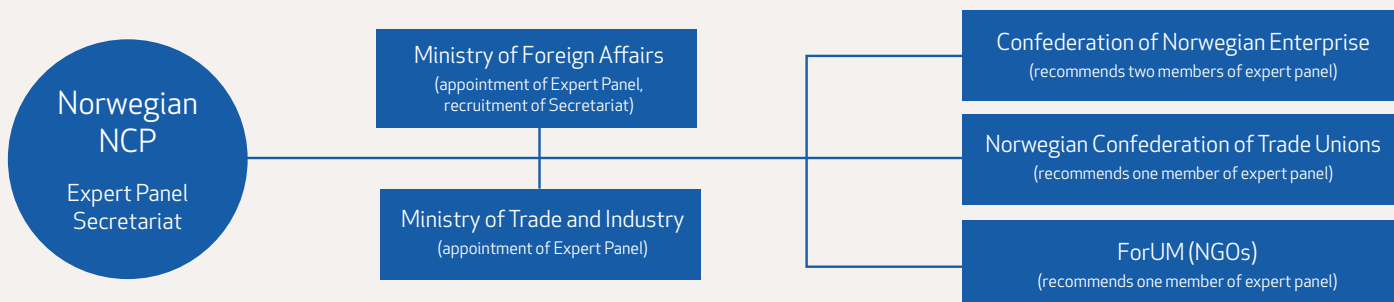 Norwegian
NCP
Expert Panel
Secretariat
Ministry of Foreign Affairs
(appointment of Expert Panel,
recruitment of Secretariat)
Ministry of Trade and Industry
(appointment of Expert Panel)
Confederation of Norwegian Enterprise
(recommends two members of expert panel)
Norwegian Confederation of Trade Unions
(recommends one member of expert panel)
ForUM (NGOs)
(recommends one member of expert panel)